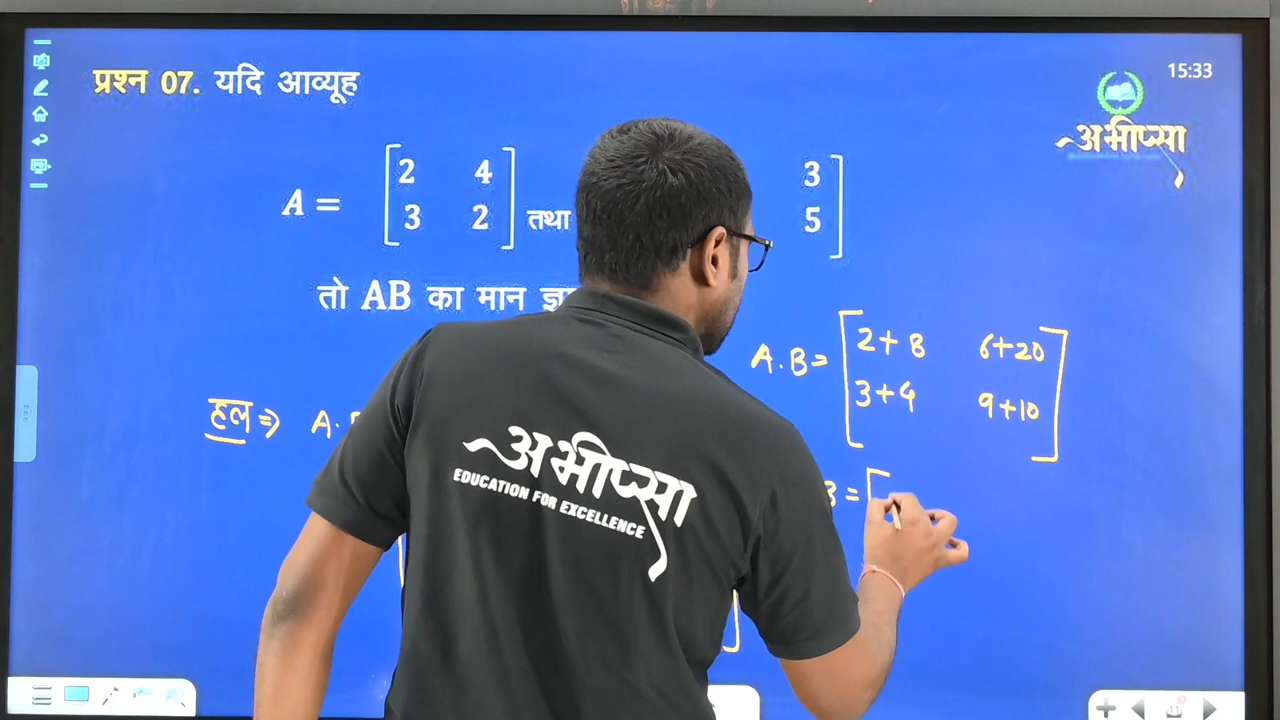 प्रश्न 07. यदि आव्यूह
15:33
अभीप्सा
A = [2 4] तथा 3]
[3 2] 5]
तो AB का मान
A.B = [2+8 6+20]
[3+4 9+10]
हल ⇒ A.
B = [
अभीप्सा
EDUCATION FOR EXCELLENCE